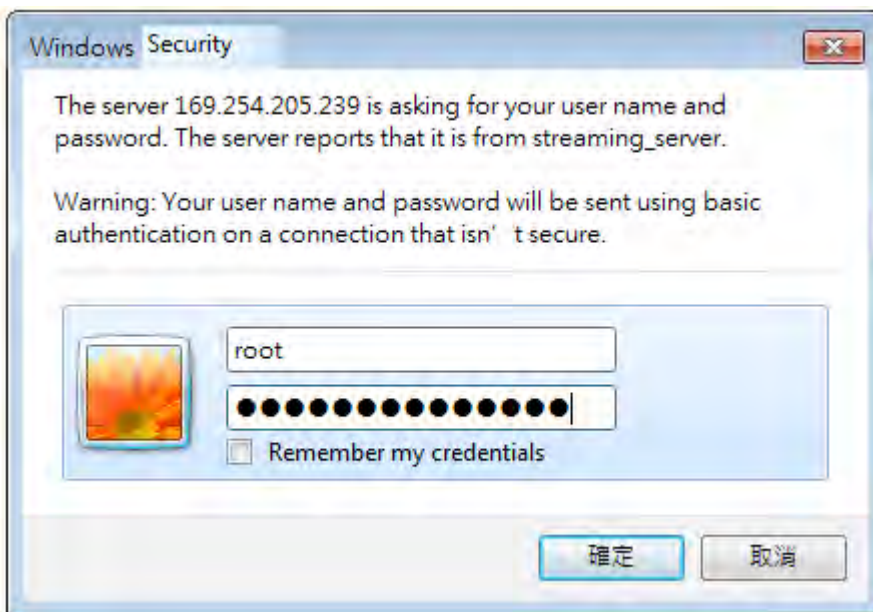 Windows Security
The server 169.254.205.239 is asking for your user name and
password. The server reports that it is from streaming_server.
Warning: Your user name and password will be sent using basic
authentication on a connection that isn’ t secure.
root
●●●●●●●●●●●●●●
Remember my credentials
確定 取消